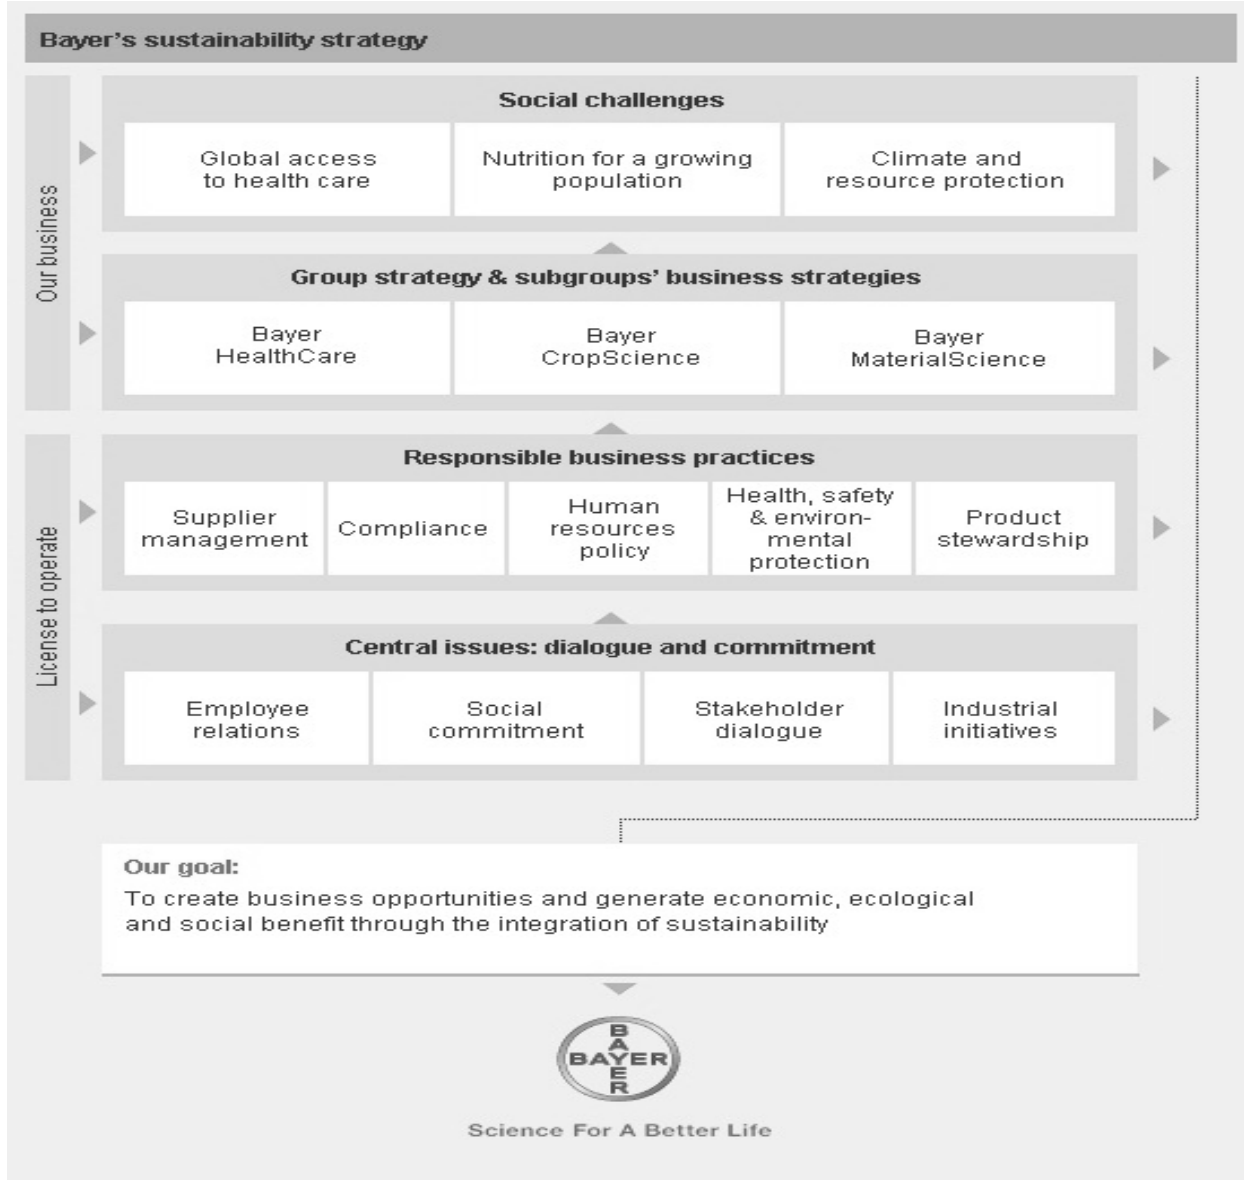 Bayer's sustainability strategy
Our business
Social challenges
Global access
to health care
Nutrition for a growing
population
Climate and
resource protection
Group strategy & subgroups' business strategies
Bayer
HealthCare
Bayer
CropScience
Bayer
MaterialScience
License to operate
Responsible business practices
Supplier
management
Compliance
Human
resources
policy
Health, safety
& environ-
mental
protection
Product
stewardship
Central issues: dialogue and commitment
Employee
relations
Social
commitment
Stakeholder
dialogue
Industrial
initiatives
Our goal:
To create business opportunities and generate economic, ecological
and social benefit through the integration of sustainability
BAYER
BAYER
Science For A Better Life